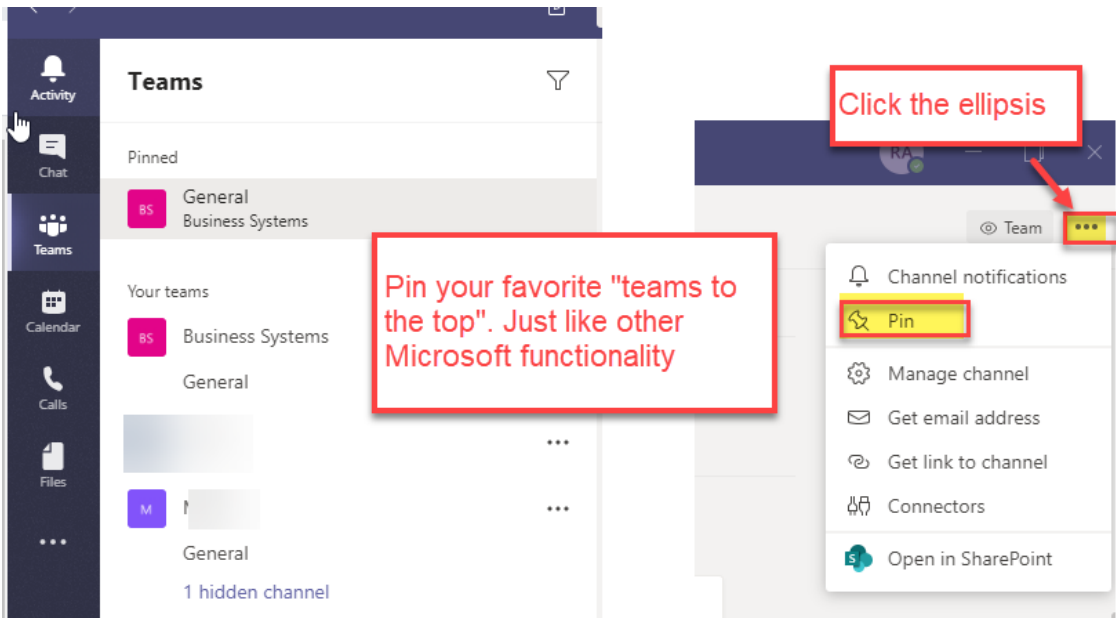 Activity
Chat
Teams
Calendar
Calls
Files
Teams
Pinned
BS
General
Business Systems
Your teams
BS
Business Systems
General
M
General
1 hidden channel
Pin your favorite "teams to
the top". Just like other
Microsoft functionality
Click the ellipsis
RA
Team
Channel notifications
Pin
Manage channel
Get email address
Get link to channel
Connectors
S
Open in SharePoint